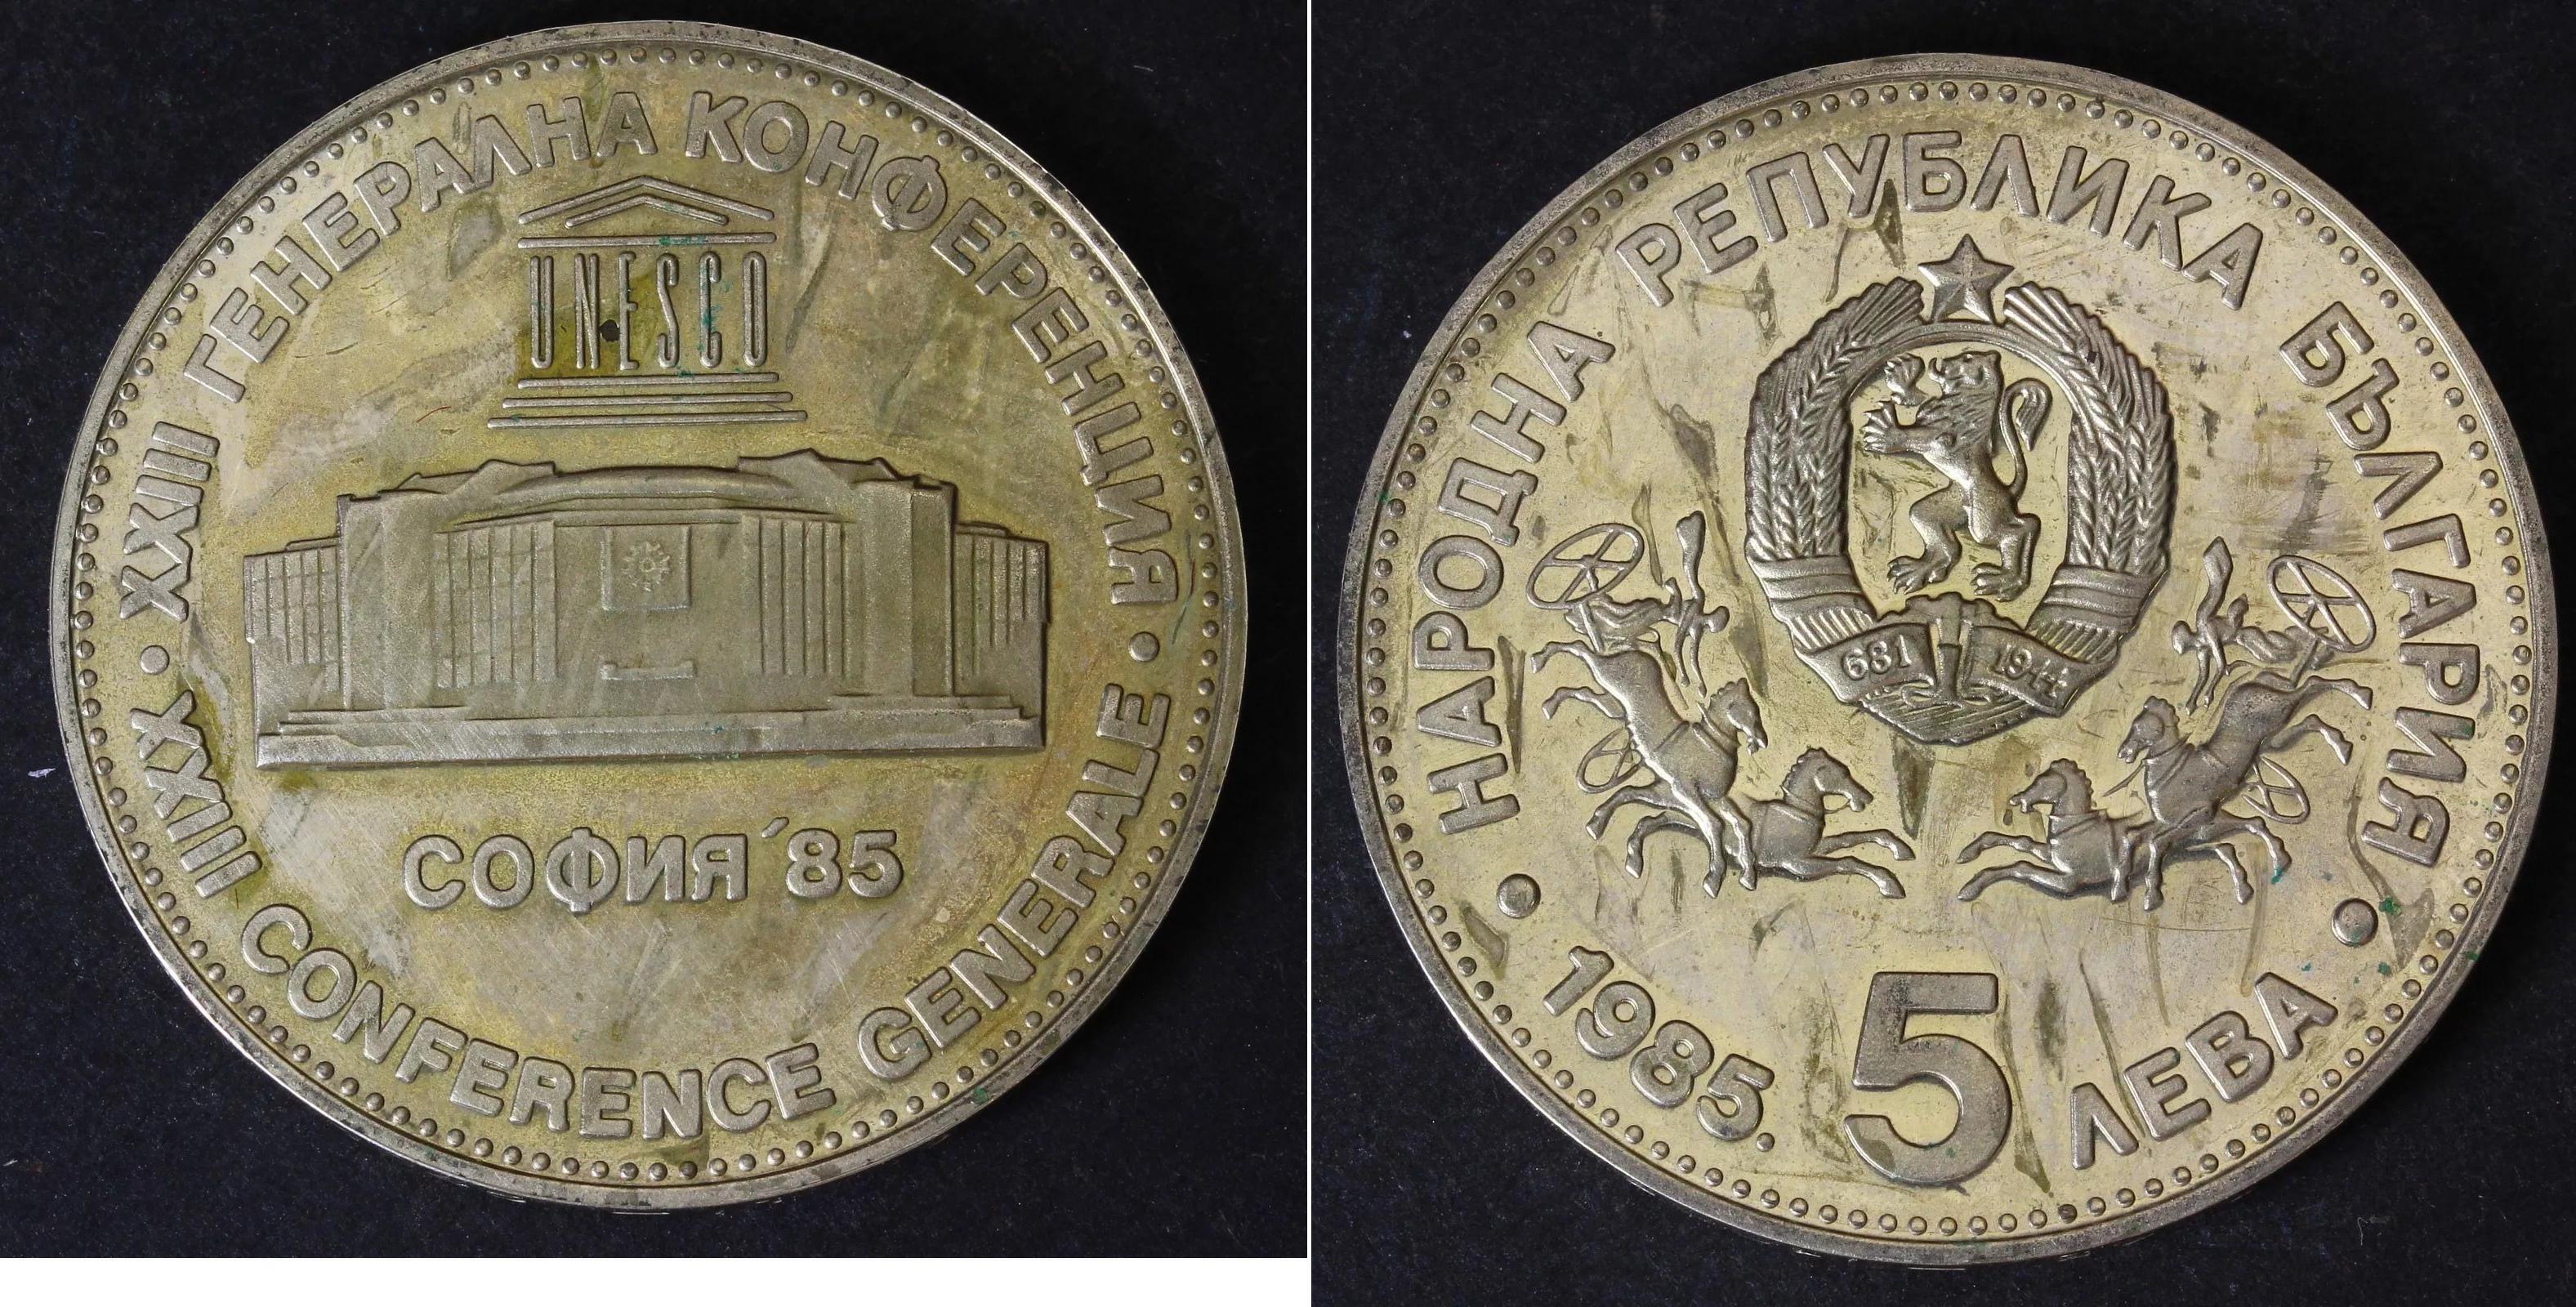 XXIII ГЕНЕРАЛНА КОНФЕРЕНЦИЯ
UNESCO
СОФИЯ '85
XXIII CONFERENCE GENERALE
НАРОДНА РЕПУБЛИКА БЪЛГАРИЯ
681 1944
1985.
5
ЛЕВА